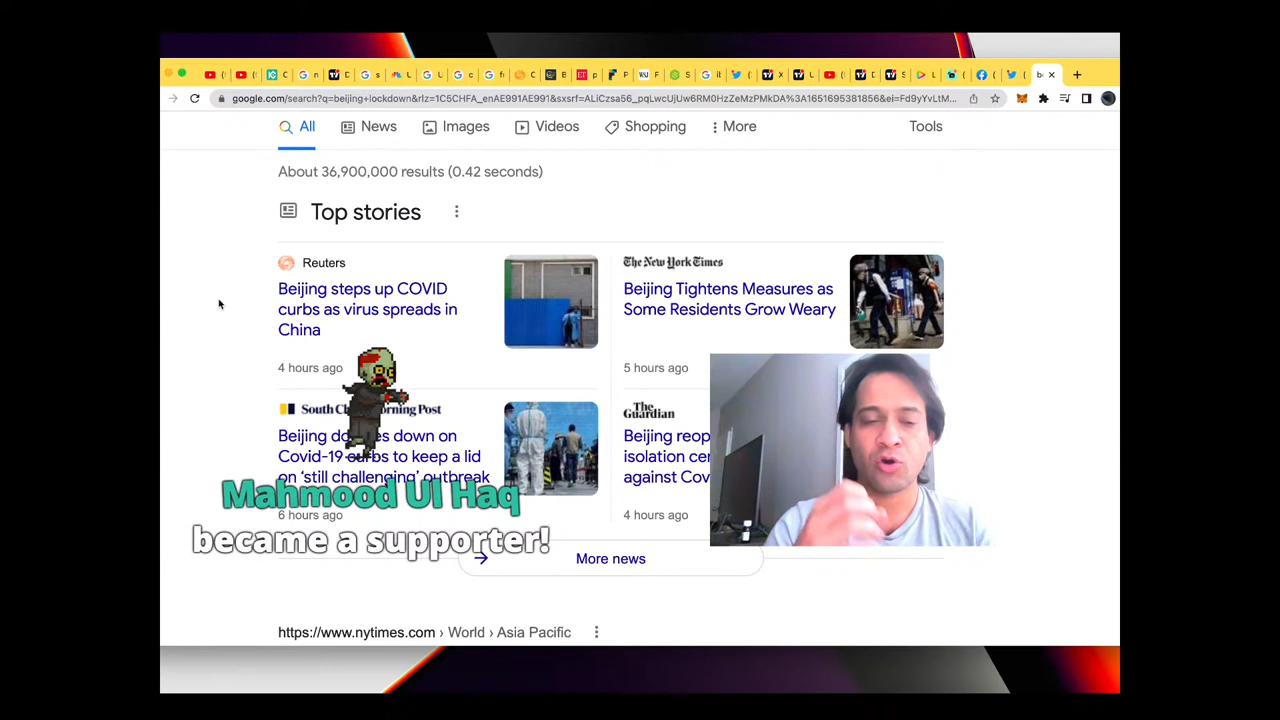 google.com/search?q=beijing+lockdown&rlz=1C5CHFA_enAE991AE991&sxsrf=ALiCzsa56_pqLwcUjUw6RM0HzZeMzPMkDA%3A1651695381856&ei=Fd9yYvLtM...
All News Images Videos Shopping More Tools
About 36,900,000 results (0.42 seconds)
Top stories
Reuters
Beijing steps up COVID
curbs as virus spreads in
China
4 hours ago
The New York Times
Beijing Tightens Measures as
Some Residents Grow Weary
5 hours ago
South Ch rning Post
Beijing do es down on
Covid-19 curbs to keep a lid
on 'still challenging' outbreak
6 hours ago
The Guardian
Beijing reop
isolation cer
against Cov
4 hours ago
Mahmood Ul Haq
became a supporter!
More news
https://www.nytimes.com › World › Asia Pacific